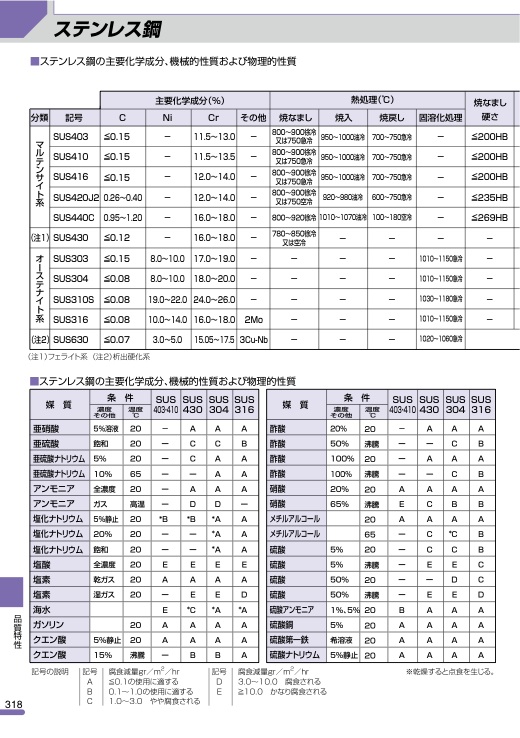 ステンレス鋼
■ステンレス鋼の主要化学成分、機械的性質および物理的性質
主要化学成分(%) 熱処理(℃) 焼なまし
分類 記号 C Ni Cr その他 焼なまし 焼入 焼戻し 固溶化処理 硬さ
マルテンサイト系
SUS403 ≦0.15 − 11.5~13.0 − 800~900徐冷 又は750急冷 950~1000油冷 700~750急冷 − ≦200HB
SUS410 ≦0.15 − 11.5~13.5 − 800~900徐冷 又は750急冷 950~1000油冷 700~750急冷 − ≦200HB
SUS416 ≦0.15 − 12.0~14.0 − 800~900徐冷 又は750急冷 950~1000油冷 700~750急冷 − ≦200HB
SUS420J2 0.26~0.40 − 12.0~14.0 − 800~900徐冷 又は750空冷 920~980油冷 600~750急冷 − ≦235HB
SUS440C 0.95~1.20 − 16.0~18.0 − 800~920徐冷 1010~1070油冷 100~180空冷 − ≦269HB
(注1) SUS430 ≦0.12 − 16.0~18.0 − 780~850徐冷 又は空冷 − − − −
オーステナイト系
SUS303 ≦0.15 8.0~10.0 17.0~19.0 − − − − 1010~1150急冷 −
SUS304 ≦0.08 8.0~10.0 18.0~20.0 − − − − 1010~1150急冷 −
SUS310S ≦0.08 19.0~22.0 24.0~26.0 − − − − 1030~1180急冷 −
SUS316 ≦0.08 10.0~14.0 16.0~18.0 2Mo − − − 1010~1150急冷 −
(注2) SUS630 ≦0.07 3.0~5.0 15.05~17.5 3Cu-Nb − − − 1020~1060急冷
(注1)フェライト系 (注2)析出硬化系
■ステンレス鋼の主要化学成分、機械的性質および物理的性質
媒質 条件 濃度その他 温度℃ SUS 403-410 SUS 430 SUS 304 SUS 316
亜硝酸 5%溶液 20 − A A A
亜硫酸 飽和 20 − C C B
亜硫酸ナトリウム 5% 20 − C A A
亜硫酸ナトリウム 10% 65 − − A A
アンモニア 全濃度 20 − A A A
アンモニア ガス 高温 − D D −
塩化ナトリウム 5%静止 20 *B *B *A A
塩化ナトリウム 20% 20 − − *A A
塩化ナトリウム 飽和 20 − − *A A
塩酸 全濃度 20 E E E E
塩素 乾ガス 20 A A A A
塩素 湿ガス 20 − E E D
海水 E *C *A *A
ガソリン 20 A A A A
クエン酸 5%静止 20 A A A A
クエン酸 15% 沸騰 − B B A
媒質 条件 濃度その他 温度℃ SUS 403-410 SUS 430 SUS 304 SUS 316
酢酸 20% 20 − A A A
酢酸 50% 沸騰 − − C B
酢酸 100% 20 − A A A
酢酸 100% 沸騰 − − C B
硝酸 20% 20 A A A A
硝酸 65% 沸騰 E C B B
メチルアルコール 20 A A A A
メチルアルコール 65 − C *C B
硫酸 5% 20 − C C B
硫酸 5% 沸騰 − E E C
硫酸 50% 20 − − D C
硫酸 50% 沸騰 − E E D
硫酸アンモニア 1%、5% 20 B A A A
硫酸銅 5% 20 A A A A
硫酸第一鉄 希溶液 20 A A A A
硫酸ナトリウム 5%静止 20 A A A A
記号の説明 記号 腐食減量gr/m²/hr 記号 腐食減量gr/m²/hr ※乾燥すると点食を生じる。
A ≦0.1の使用に適する D 3.0~10.0 腐食される
B 0.1~1.0の使用に適する E ≧10.0 かなり腐食される
C 1.0~3.0 やや腐食される
品質特性
318